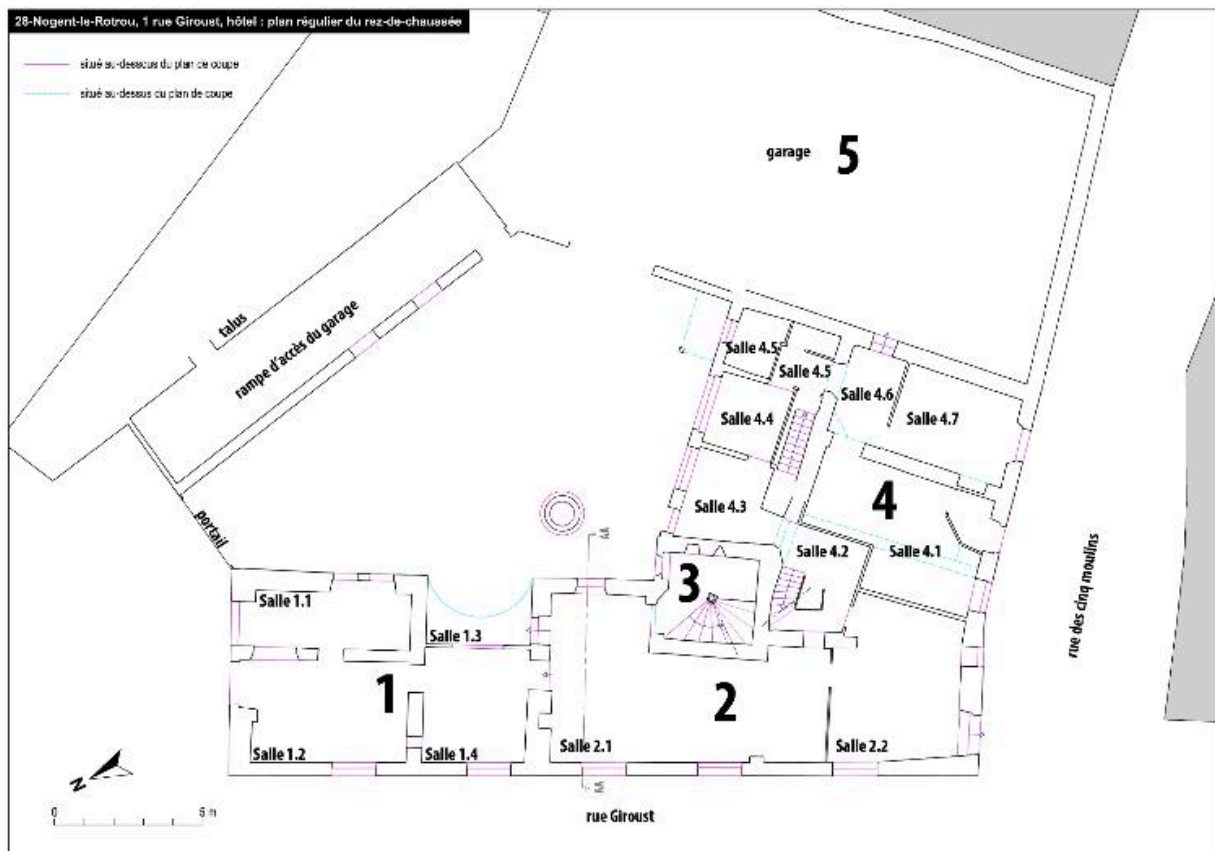 28-Nogent-le-Rotrou, 1 rue Giroust, hôtel : plan régulier du rez-de-chaussée
situé au-dessous du plan de coupe
situé au-dessus du plan de coupe
garage 5
talus
rampe d'accès du garage
portail
Salle 4.5
Salle 4.5
Salle 4.6
Salle 4.7
Salle 4.4
Salle 4.3
4
Salle 4.2
Salle 4.1
rue des cinq moulins
AA
3
Salle 1.1
Salle 1.3
1
2
Salle 1.2
Salle 1.4
Salle 2.1
Salle 2.2
AA
N
0
5 m
rue Giroust